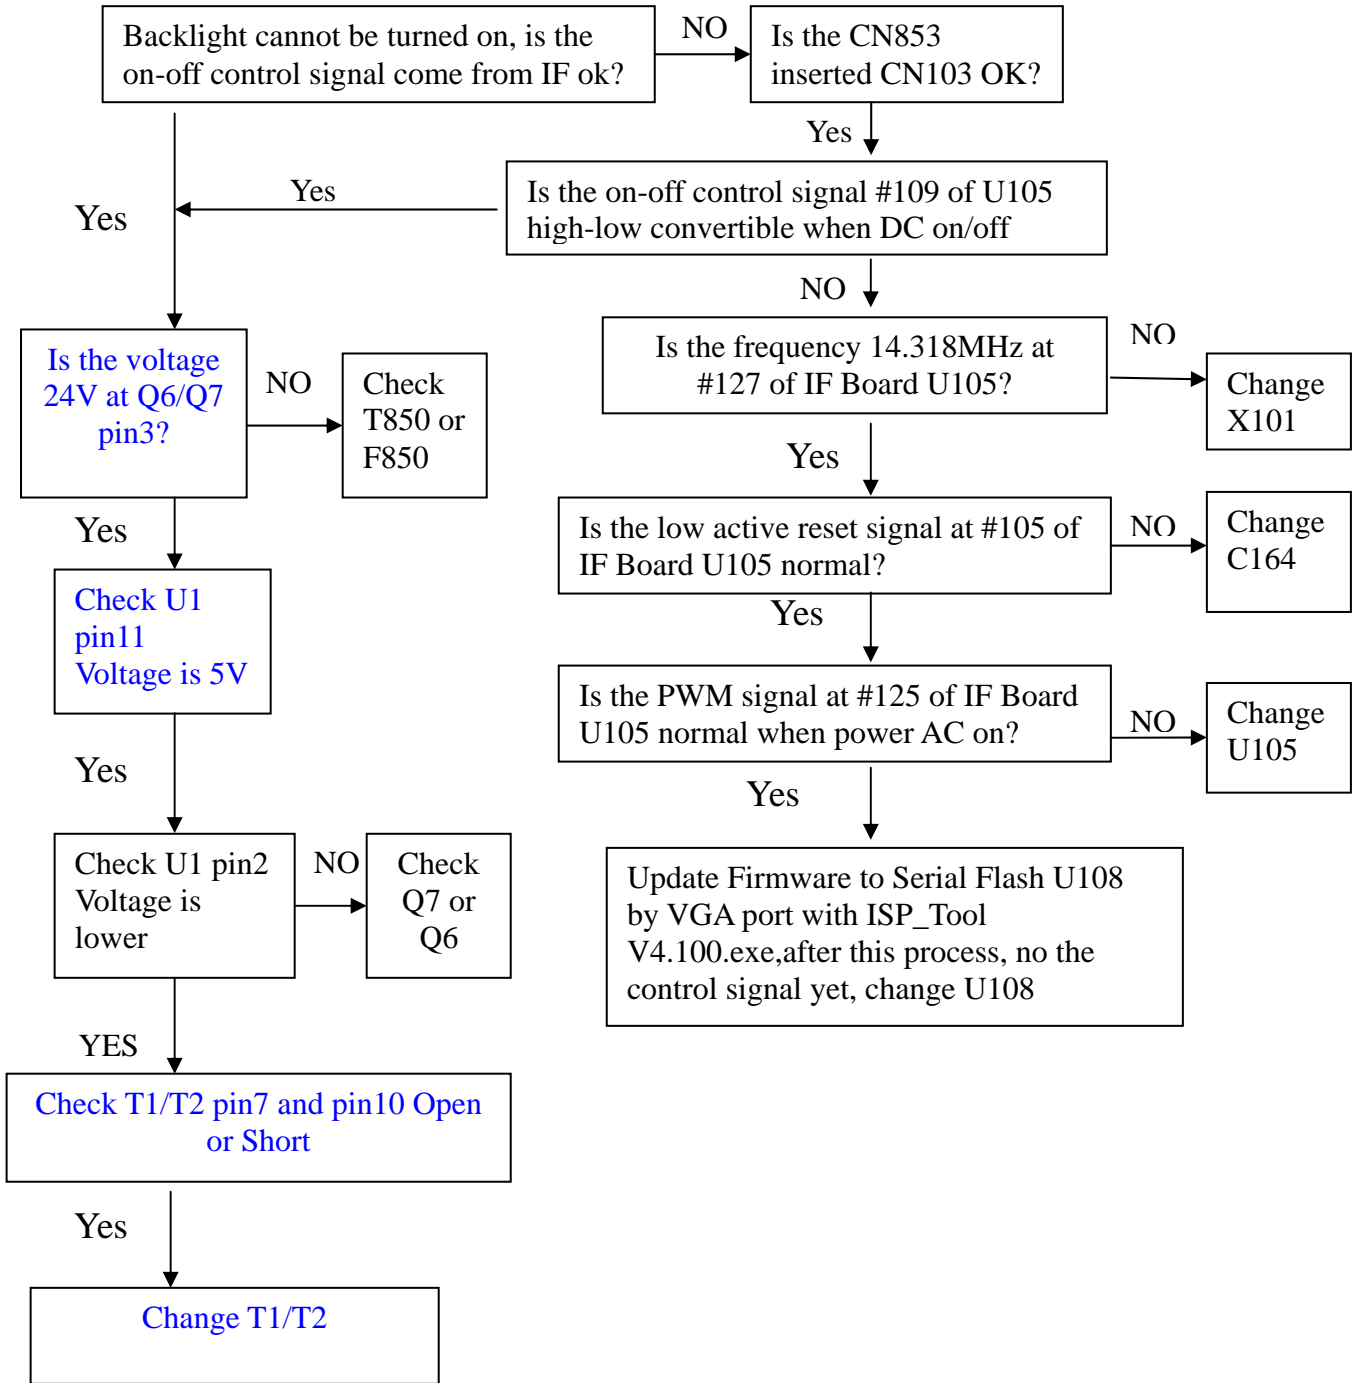 Backlight cannot be turned on, is the
on-off control signal come from IF ok?
NO
Is the CN853
inserted CN103 OK?
Yes
Is the on-off control signal #109 of U105
high-low convertible when DC on/off
Yes
Yes
NO
Is the voltage
24V at Q6/Q7
pin3?
NO
Check
T850 or
F850
Is the frequency 14.318MHz at
#127 of IF Board U105?
NO
Change
X101
Yes
Is the low active reset signal at #105 of
IF Board U105 normal?
NO
Change
C164
Yes
Check U1
pin11
Voltage is 5V
Yes
Is the PWM signal at #125 of IF Board
U105 normal when power AC on?
NO
Change
U105
Yes
Yes
Check U1 pin2
Voltage is
lower
NO
Check
Q7 or
Q6
Update Firmware to Serial Flash U108
by VGA port with ISP_Tool
V4.100.exe,after this process, no the
control signal yet, change U108
YES
Check T1/T2 pin7 and pin10 Open
or Short
Yes
Change T1/T2